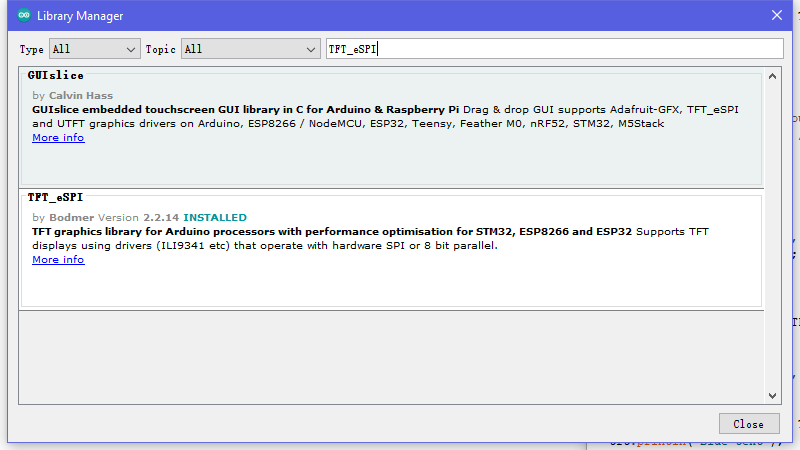 Library Manager
Type All Topic All TFT_eSPI
GUIslice
by Calvin Hass
GUIslice embedded touchscreen GUI library in C for Arduino & Raspberry Pi Drag & drop GUI supports Adafruit-GFX, TFT_eSPI
and UTFT graphics drivers on Arduino, ESP8266 / NodeMCU, ESP32, Teensy, Feather M0, nRF52, STM32, M5Stack
More info
TFT_eSPI
by Bodmer Version 2.2.14 INSTALLED
TFT graphics library for Arduino processors with performance optimisation for STM32, ESP8266 and ESP32 Supports TFT
displays using drivers (ILI9341 etc) that operate with hardware SPI or 8 bit parallel.
More info
Close